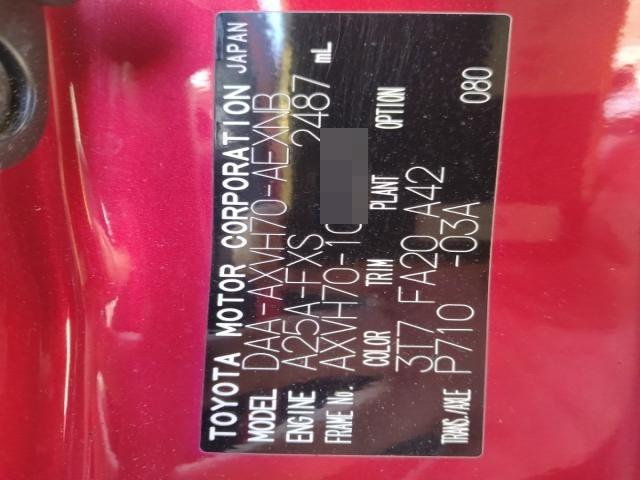 TOYOTA MOTOR CORPORATION JAPAN
MODEL DAA-AXVH70-AEXNB
ENGINE A25A-FXS 2487 mL
FRAME No. AXVH70-10
COLOR TRIM PLANT OPTION
3T7 FA20 A42
TRANS./AXLE P710 -03A 080